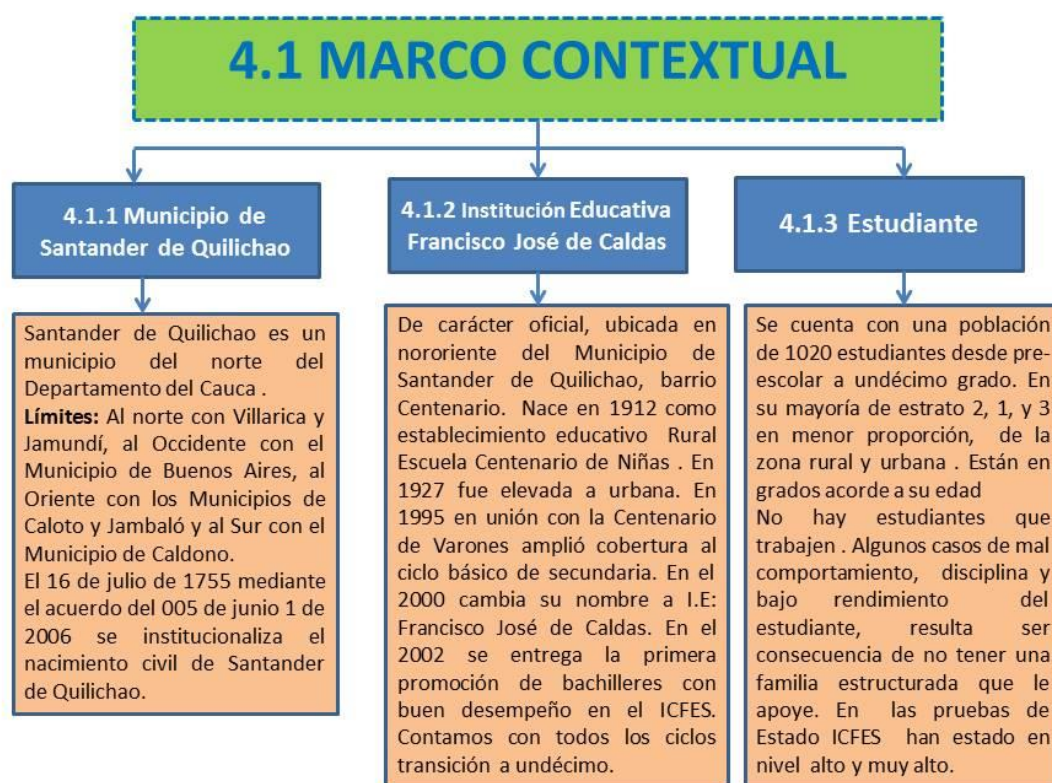 4.1 MARCO CONTEXTUAL
4.1.1 Municipio de
Santander de Quilichao
Santander de Quilichao es un
municipio del norte del
Departamento del Cauca .
Límites: Al norte con Villarica y
Jamundí, al Occidente con el
Municipio de Buenos Aires, al
Oriente con los Municipios de
Caloto y Jambaló y al Sur con el
Municipio de Caldono.
El 16 de julio de 1755 mediante
el acuerdo del 005 de junio 1 de
2006 se institucionaliza el
nacimiento civil de Santander
de Quilichao.
4.1.2 Institución Educativa
Francisco José de Caldas
De carácter oficial, ubicada en
nororiente del Municipio de
Santander de Quilichao, barrio
Centenario. Nace en 1912 como
establecimiento educativo Rural
Escuela Centenario de Niñas . En
1927 fue elevada a urbana. En
1995 en unión con la Centenario
de Varones amplió cobertura al
ciclo básico de secundaria. En el
2000 cambia su nombre a I.E:
Francisco José de Caldas. En el
2002 se entrega la primera
promoción de bachilleres con
buen desempeño en el ICFES.
Contamos con todos los ciclos
transición a undécimo.
4.1.3 Estudiante
Se cuenta con una población
de 1020 estudiantes desde pre-
escolar a undécimo grado. En
su mayoría de estrato 2, 1, y 3
en menor proporción, de la
zona rural y urbana . Están en
grados acorde a su edad
No hay estudiantes que
trabajen . Algunos casos de mal
comportamiento, disciplina y
bajo rendimiento del
estudiante, resulta ser
consecuencia de no tener una
familia estructurada que le
apoye. En las pruebas de
Estado ICFES han estado en
nivel alto y muy alto.